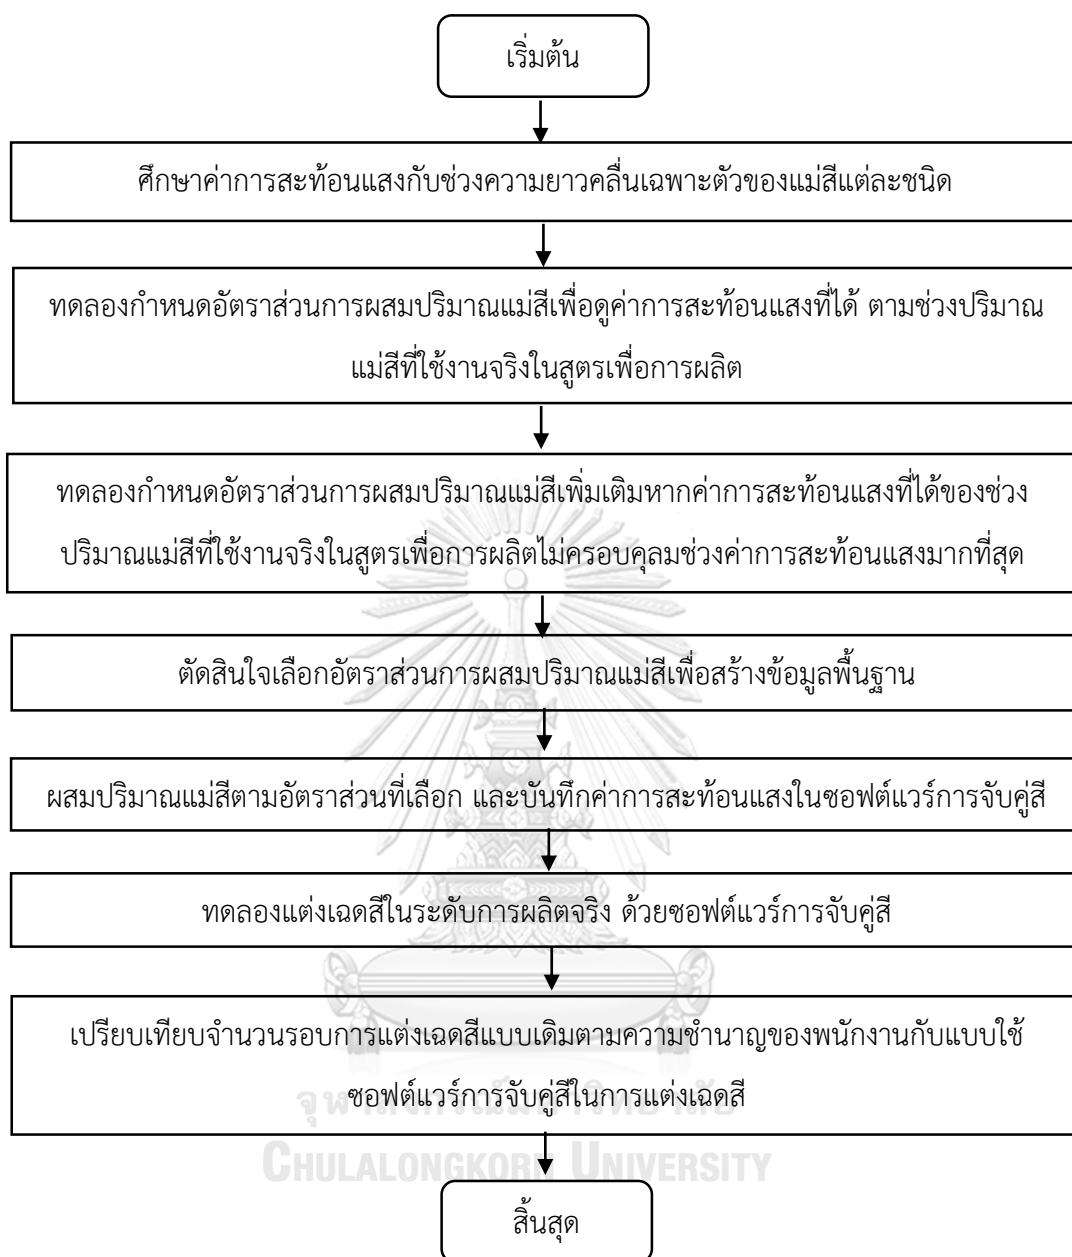 เริ่มต้น
ศึกษาค่าการสะท้อนแสงกับช่วงความยาวคลื่นเฉพาะตัวของแม่สีแต่ละชนิด
ทดลองกำหนดอัตราส่วนการผสมปริมาณแม่สีเพื่อดูค่าการสะท้อนแสงที่ได้ ตามช่วงปริมาณ
แม่สีที่ใช้งานจริงในสูตรเพื่อการผลิต
ทดลองกำหนดอัตราส่วนการผสมปริมาณแม่สีเพิ่มเติมหากค่าการสะท้อนแสงที่ได้ของช่วง
ปริมาณแม่สีที่ใช้งานจริงในสูตรเพื่อการผลิตไม่ครอบคุลมช่วงค่าการสะท้อนแสงมากที่สุด
ตัดสินใจเลือกอัตราส่วนการผสมปริมาณแม่สีเพื่อสร้างข้อมูลพื้นฐาน
ผสมปริมาณแม่สีตามอัตราส่วนที่เลือก และบันทึกค่าการสะท้อนแสงในซอฟต์แวร์การจับคู่สี
ทดลองแต่งเฉดสีในระดับการผลิตจริง ด้วยซอฟต์แวร์การจับคู่สี
เปรียบเทียบจำนวนรอบการแต่งเฉดสีแบบเดิมตามความชำนาญของพนักงานกับแบบใช้
ซอฟต์แวร์การจับคู่สีในการแต่งเฉดสี
จุฬาลงกรณ์มหาวิทยาลัย
CHULALONGKORN UNIVERSITY
สิ้นสุด